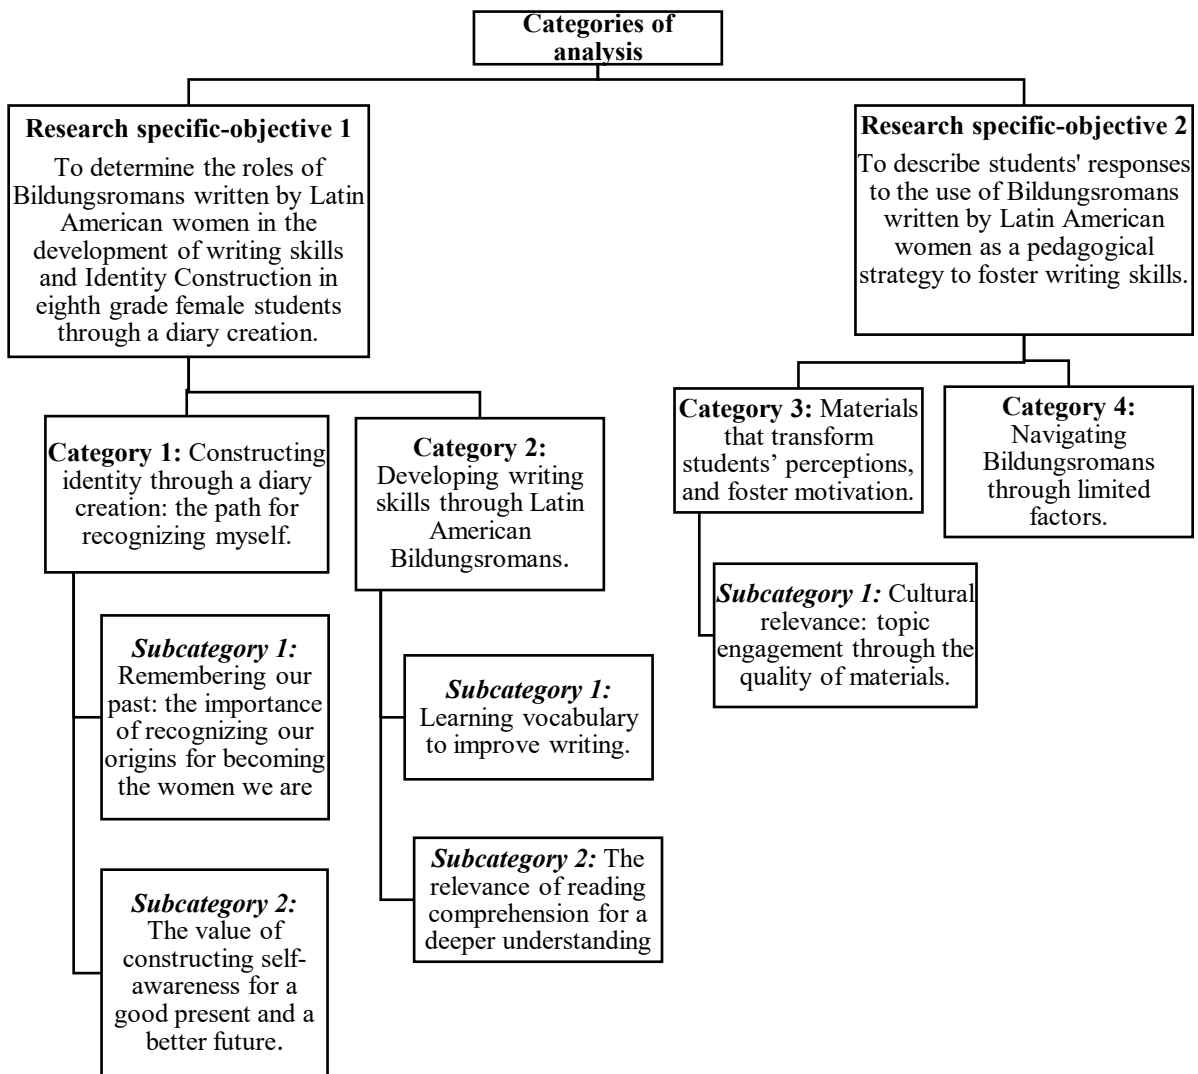 Categories of
analysis
Research specific-objective 1
To determine the roles of
Bildungsromans written by Latin
American women in the
development of writing skills
and Identity Construction in
eighth grade female students
through a diary creation.
Research specific-objective 2
To describe students' responses
to the use of Bildungsromans
written by Latin American
women as a pedagogical
strategy to foster writing skills.
Category 1: Constructing
identity through a diary
creation: the path for
recognizing myself.
Category 2:
Developing writing
skills through Latin
American
Bildungsromans.
Category 3: Materials
that transform
students’ perceptions,
and foster motivation.
Category 4:
Navigating
Bildungsromans
through limited
factors.
Subcategory 1:
Remembering our
past: the importance
of recognizing our
origins for becoming
the women we are
Subcategory 2:
The value of
constructing self-
awareness for a
good present and a
better future.
Subcategory 1:
Learning vocabulary
to improve writing.
Subcategory 2: The
relevance of reading
comprehension for a
deeper understanding
Subcategory 1: Cultural
relevance: topic
engagement through the
quality of materials.